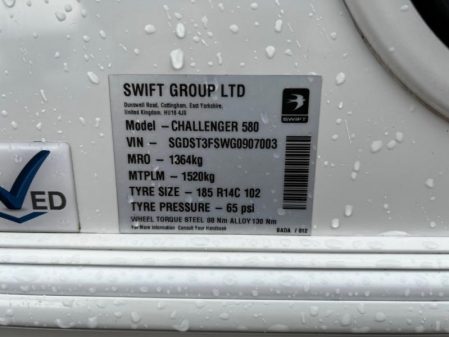 SWIFT GROUP LTD
Dunswell Road, Cottingham, East Yorkshire,
United Kingdom, HU16 4JS
SWIFT
Model - CHALLENGER 580
VIN - SGDST3FSWG0907003
MRO - 1364kg
MTPLM - 1520kg
TYRE SIZE - 185 R14C 102
TYRE PRESSURE - 65 psi
WHEEL TORQUE STEEL 88 Nm ALLOY 130 Nm
For More Information Consult Your Handbook
/ 012
ED